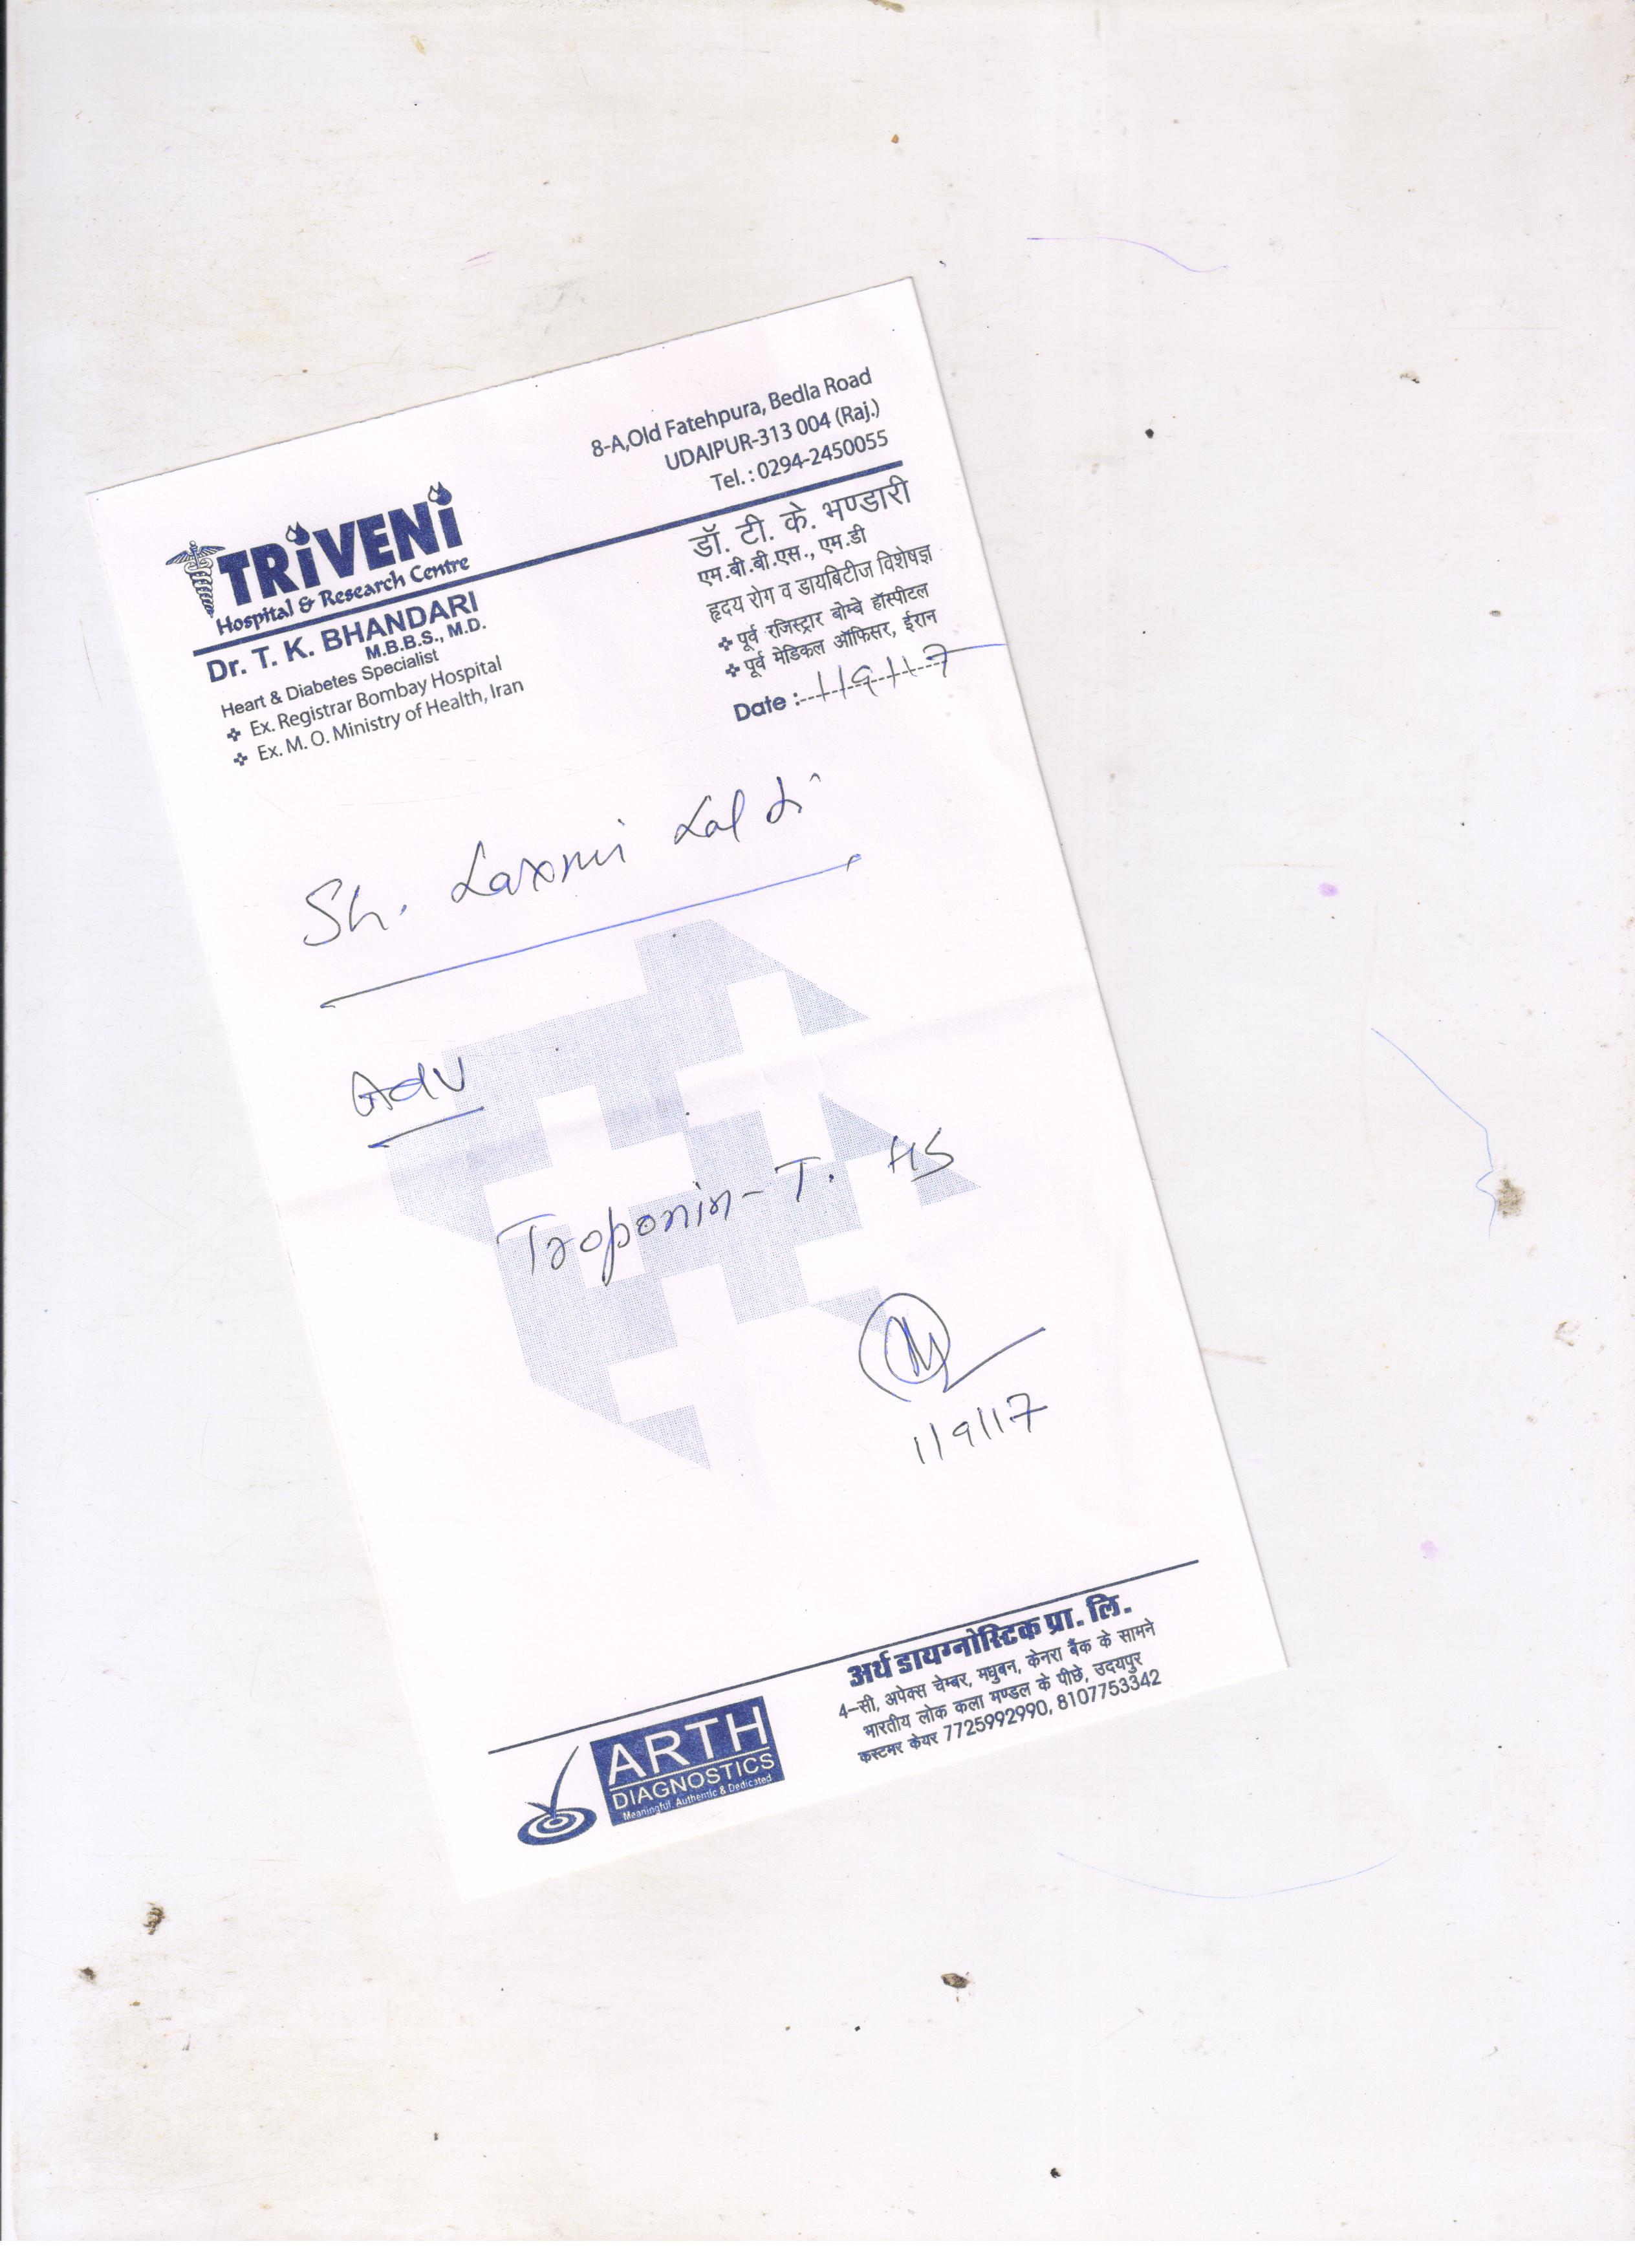 8-A,Old Fatehpura, Bedla Road
UDAIPUR-313 004 (Raj.)
Tel. : 0294-2450055
TRiVENi
Hospital & Research Centre
Dr. T. K. BHANDARI
M.B.B.S., M.D.
Heart & Diabetes Specialist
Ex. Registrar Bombay Hospital
Ex. M. O. Ministry of Health, Iran
डॉ. टी. के. भण्डारी
एम.बी.बी.एस., एम.डी
हृदय रोग व डायबिटीज विशेषज्ञ
पूर्व रजिस्ट्रार बोम्बे हॉस्पीटल
पूर्व मेडिकल ऑफिसर, ईरान
Date : 1/9/17
Sh. Laxmi Lal
Adv
Troponin-T. HS
1/9/17
अर्थ डायग्नोस्टिक प्रा. लि.
4-सी, अपेक्स चेम्बर, मधुबन, केनरा बैंक के सामने
भारतीय लोक कला मण्डल के पीछे, उदयपुर
कस्टमर केयर 7725992990, 8107753342
ARTH
DIAGNOSTICS
Meaningful, Authentic & Dedicated